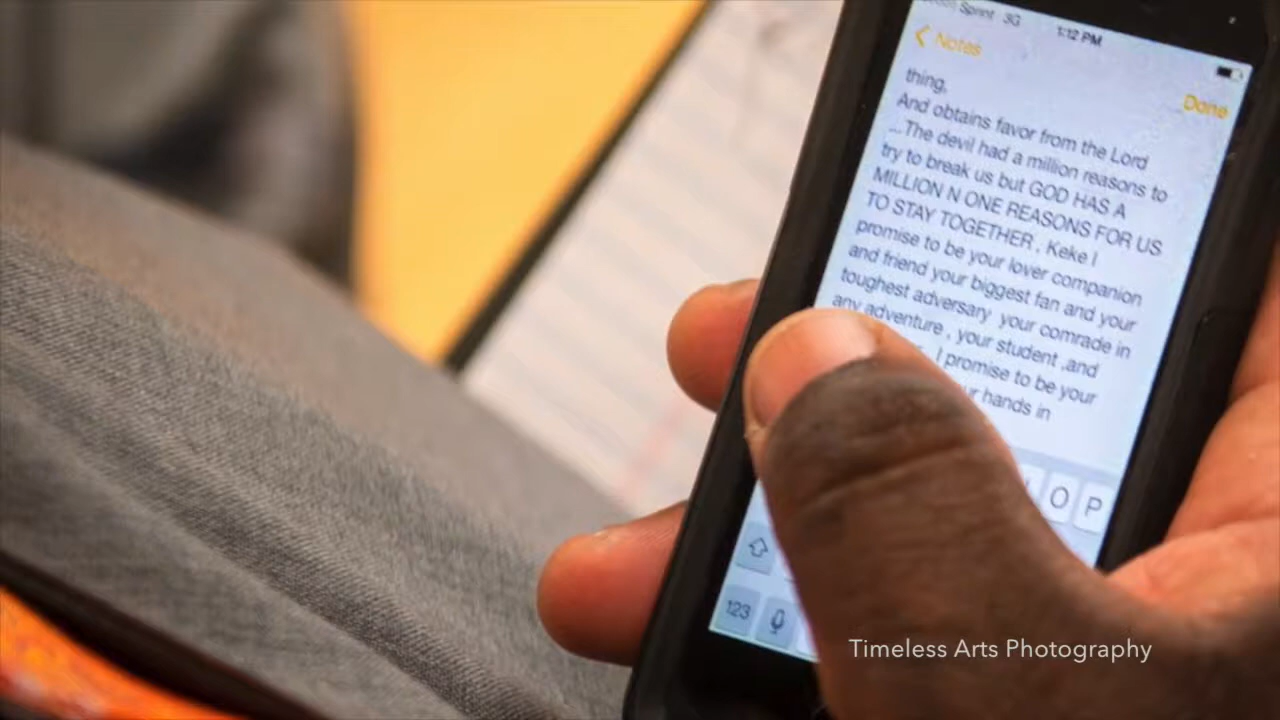 Sprint 3G 1:12 PM
Notes
Done
thing,
And obtains favor from the Lord
...The devil had a million reasons to
try to break us but GOD HAS A
MILLION N ONE REASONS FOR US
TO STAY TOGETHER . Keke I
promise to be your lover companion
and friend your biggest fan and your
toughest adversary your comrade in
any adventure , your student ,and
I promise to be your
hands in
O P
123
Timeless Arts Photography